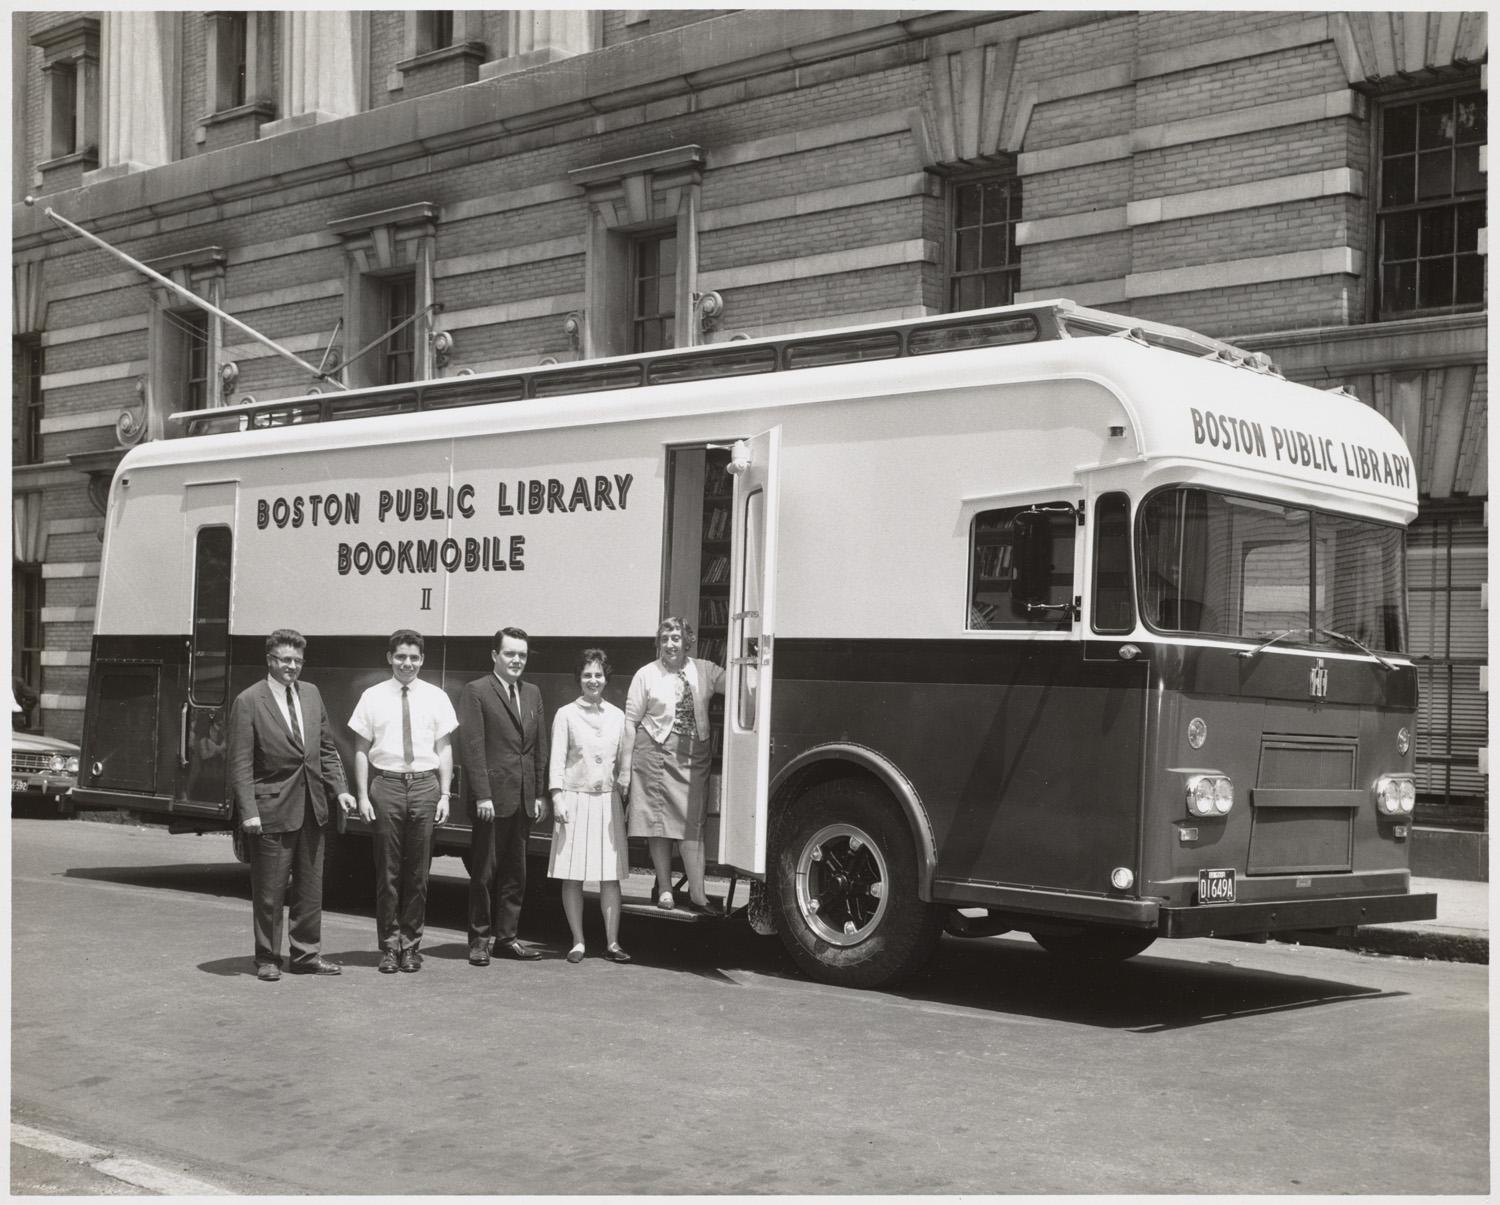 BOSTON PUBLIC LIBRARY
BOOKMOBILE
II
BOSTON PUBLIC LIBRARY
D1649A